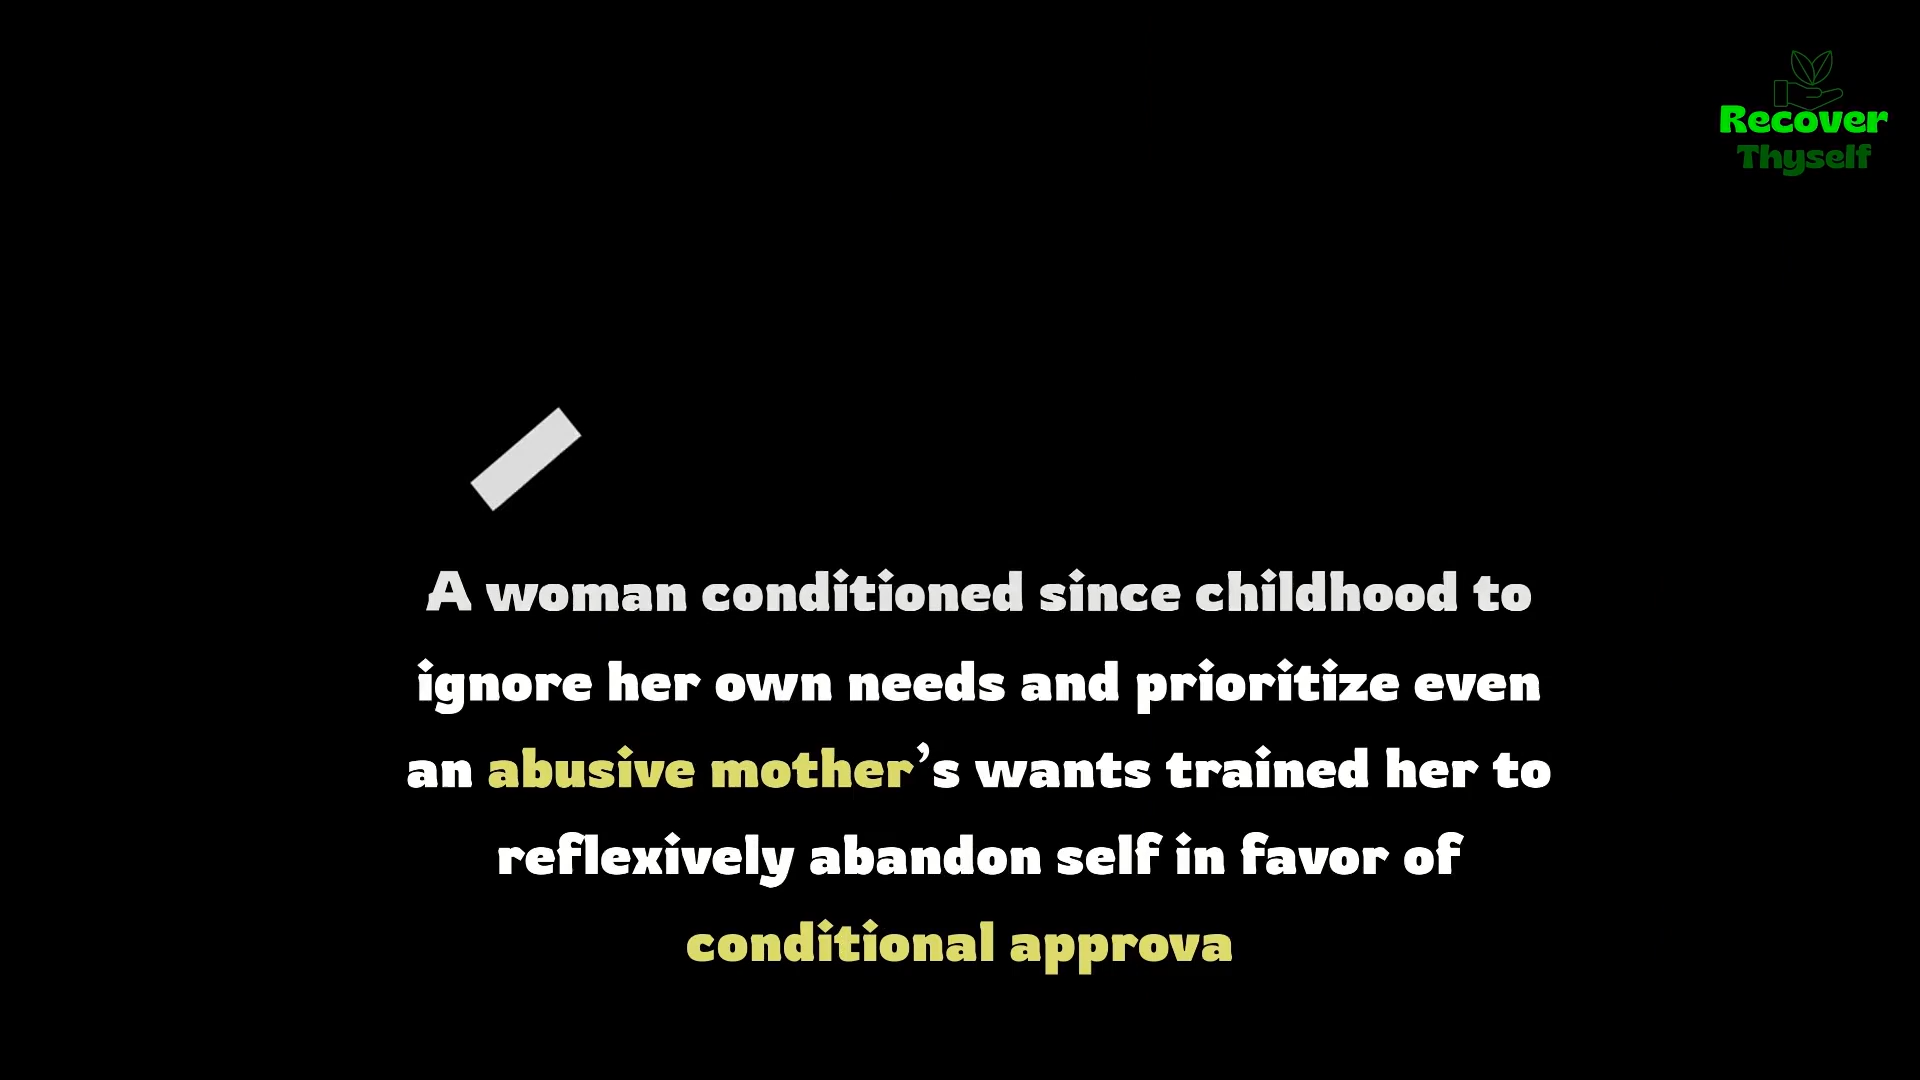 Recover
Thyself
A woman conditioned since childhood to
ignore her own needs and prioritize even
an abusive mother’s wants trained her to
reflexively abandon self in favor of
conditional approva